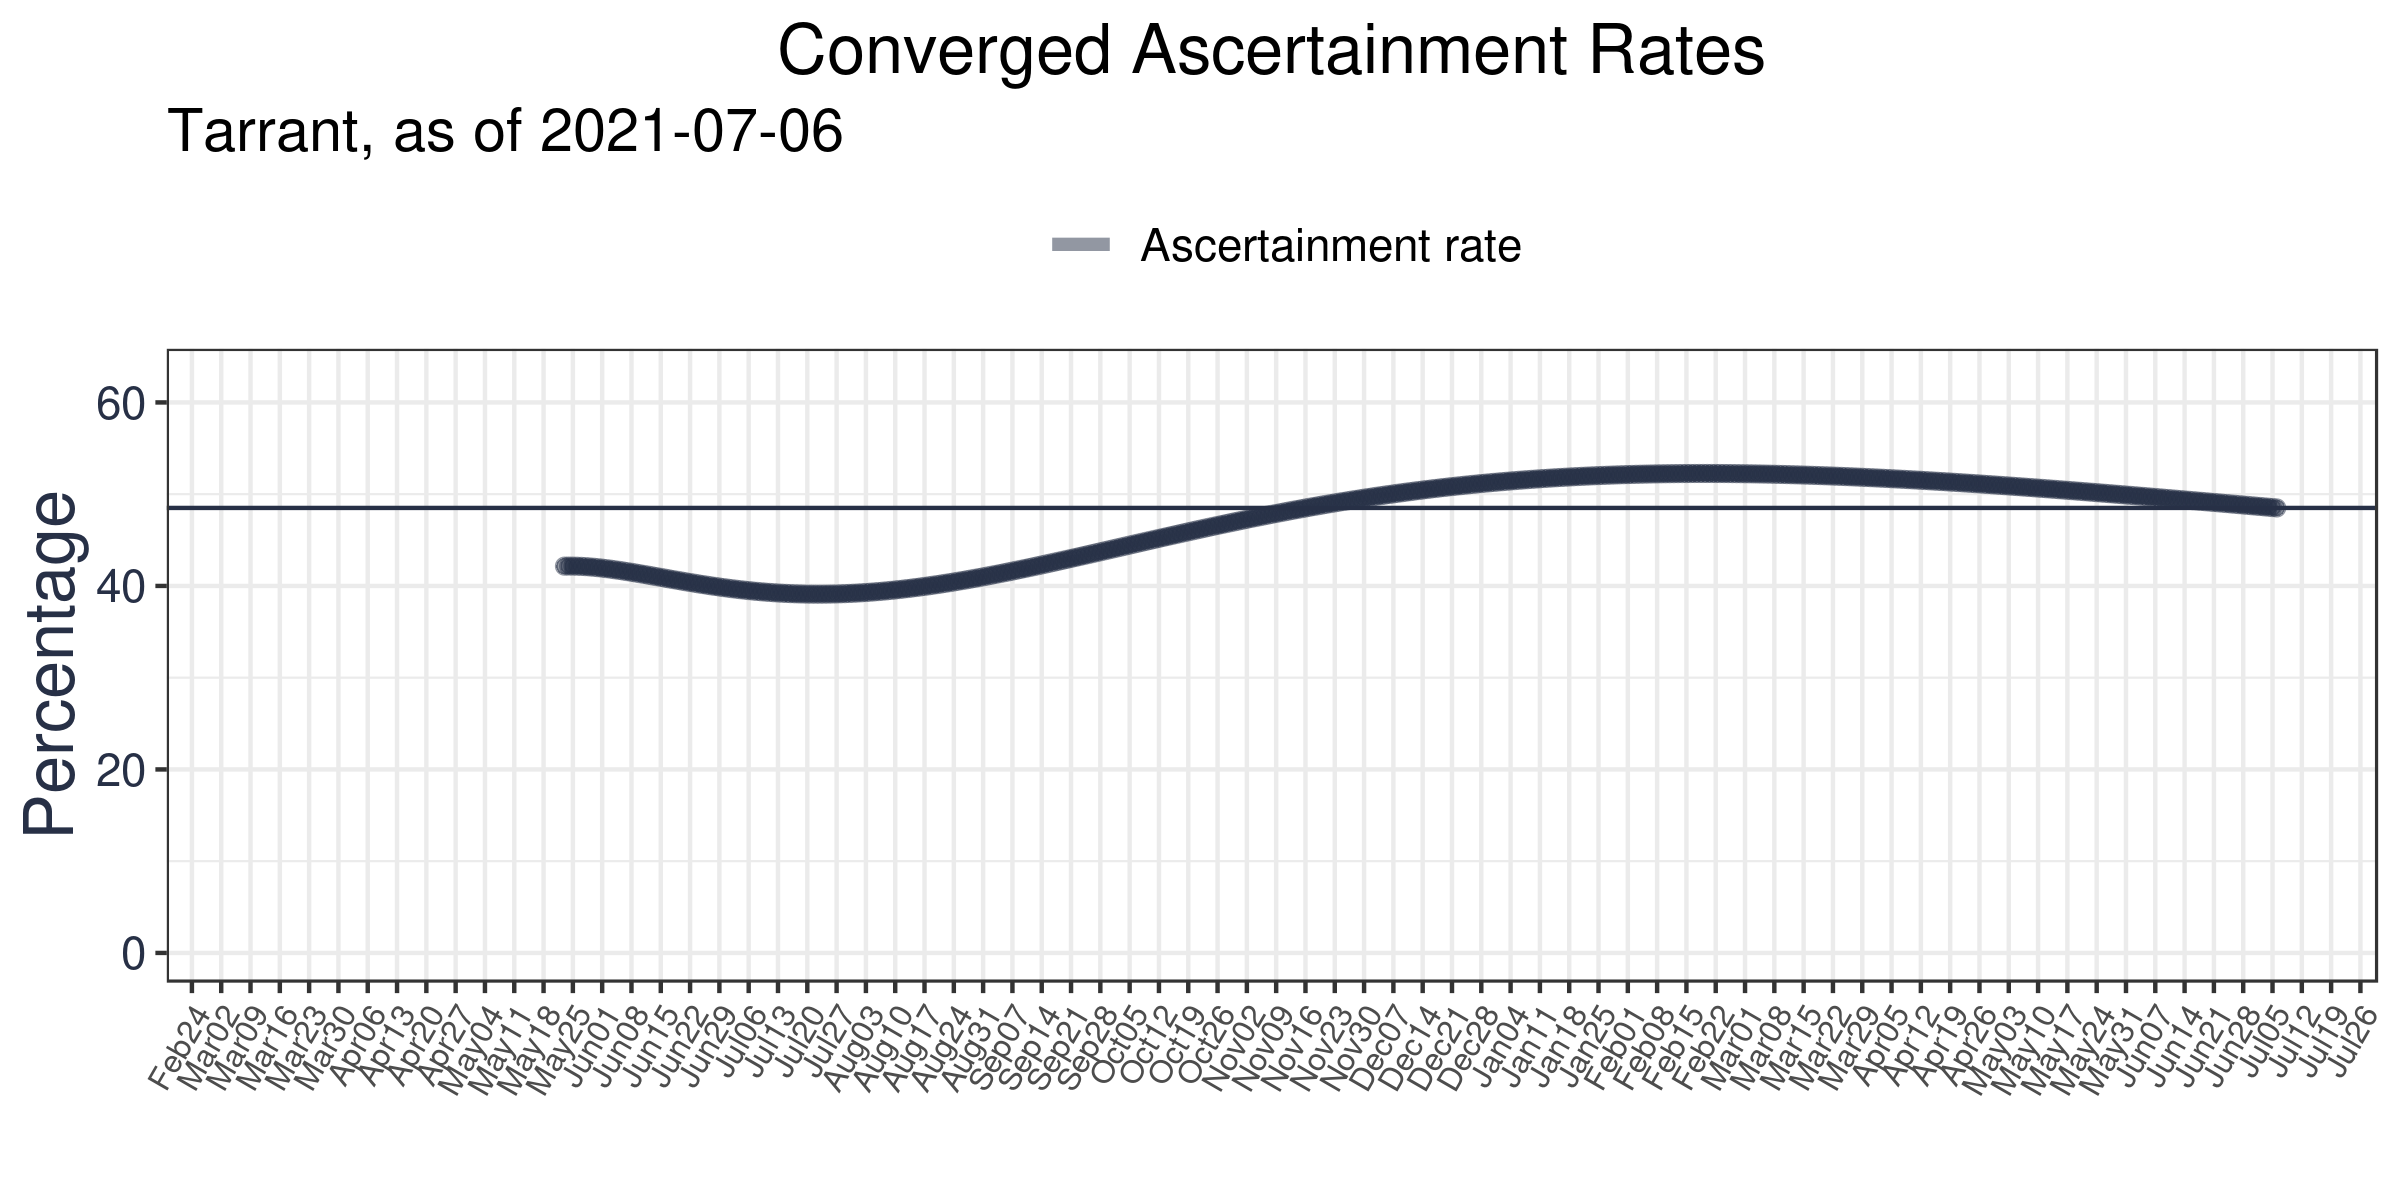 Converged Ascertainment Rates
Tarrant, as of 2021-07-06
Ascertainment rate
Percentage
60
40
20
0
Feb24 Mar02 Mar09 Mar16 Mar23 Mar30 Apr06 Apr13 Apr20 Apr27 May04 May11 May18 May25 Jun01 Jun08 Jun15 Jun22 Jun29 Jul06 Jul13 Jul20 Jul27 Aug03 Aug10 Aug17 Aug24 Aug31 Sep07 Sep14 Sep21 Sep28 Oct05 Oct12 Oct19 Oct26 Nov02 Nov09 Nov16 Nov23 Nov30 Dec07 Dec14 Dec21 Dec28 Jan04 Jan11 Jan18 Jan25 Feb01 Feb08 Feb15 Feb22 Mar01 Mar08 Mar15 Mar22 Mar29 Apr05 Apr12 Apr19 Apr26 May03 May10 May17 May24 May31 Jun07 Jun14 Jun21 Jun28 Jul05 Jul12 Jul19 Jul26